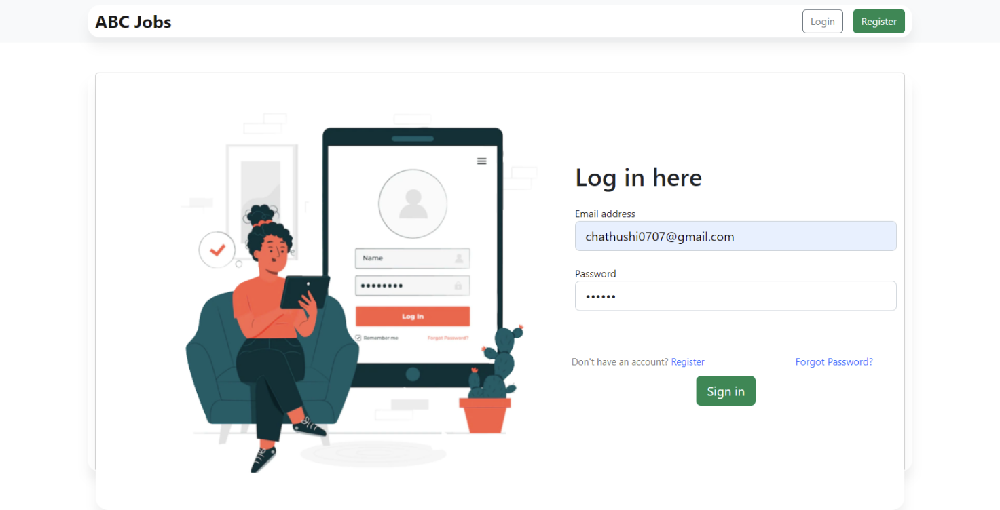 ABC Jobs
Login
Register
Log in here
Email address
chathushi0707@gmail.com
Password
••••••
Don't have an account? Register
Forgot Password?
Sign in
Name
••••••••
Log In
Remember me
Forgot Password?